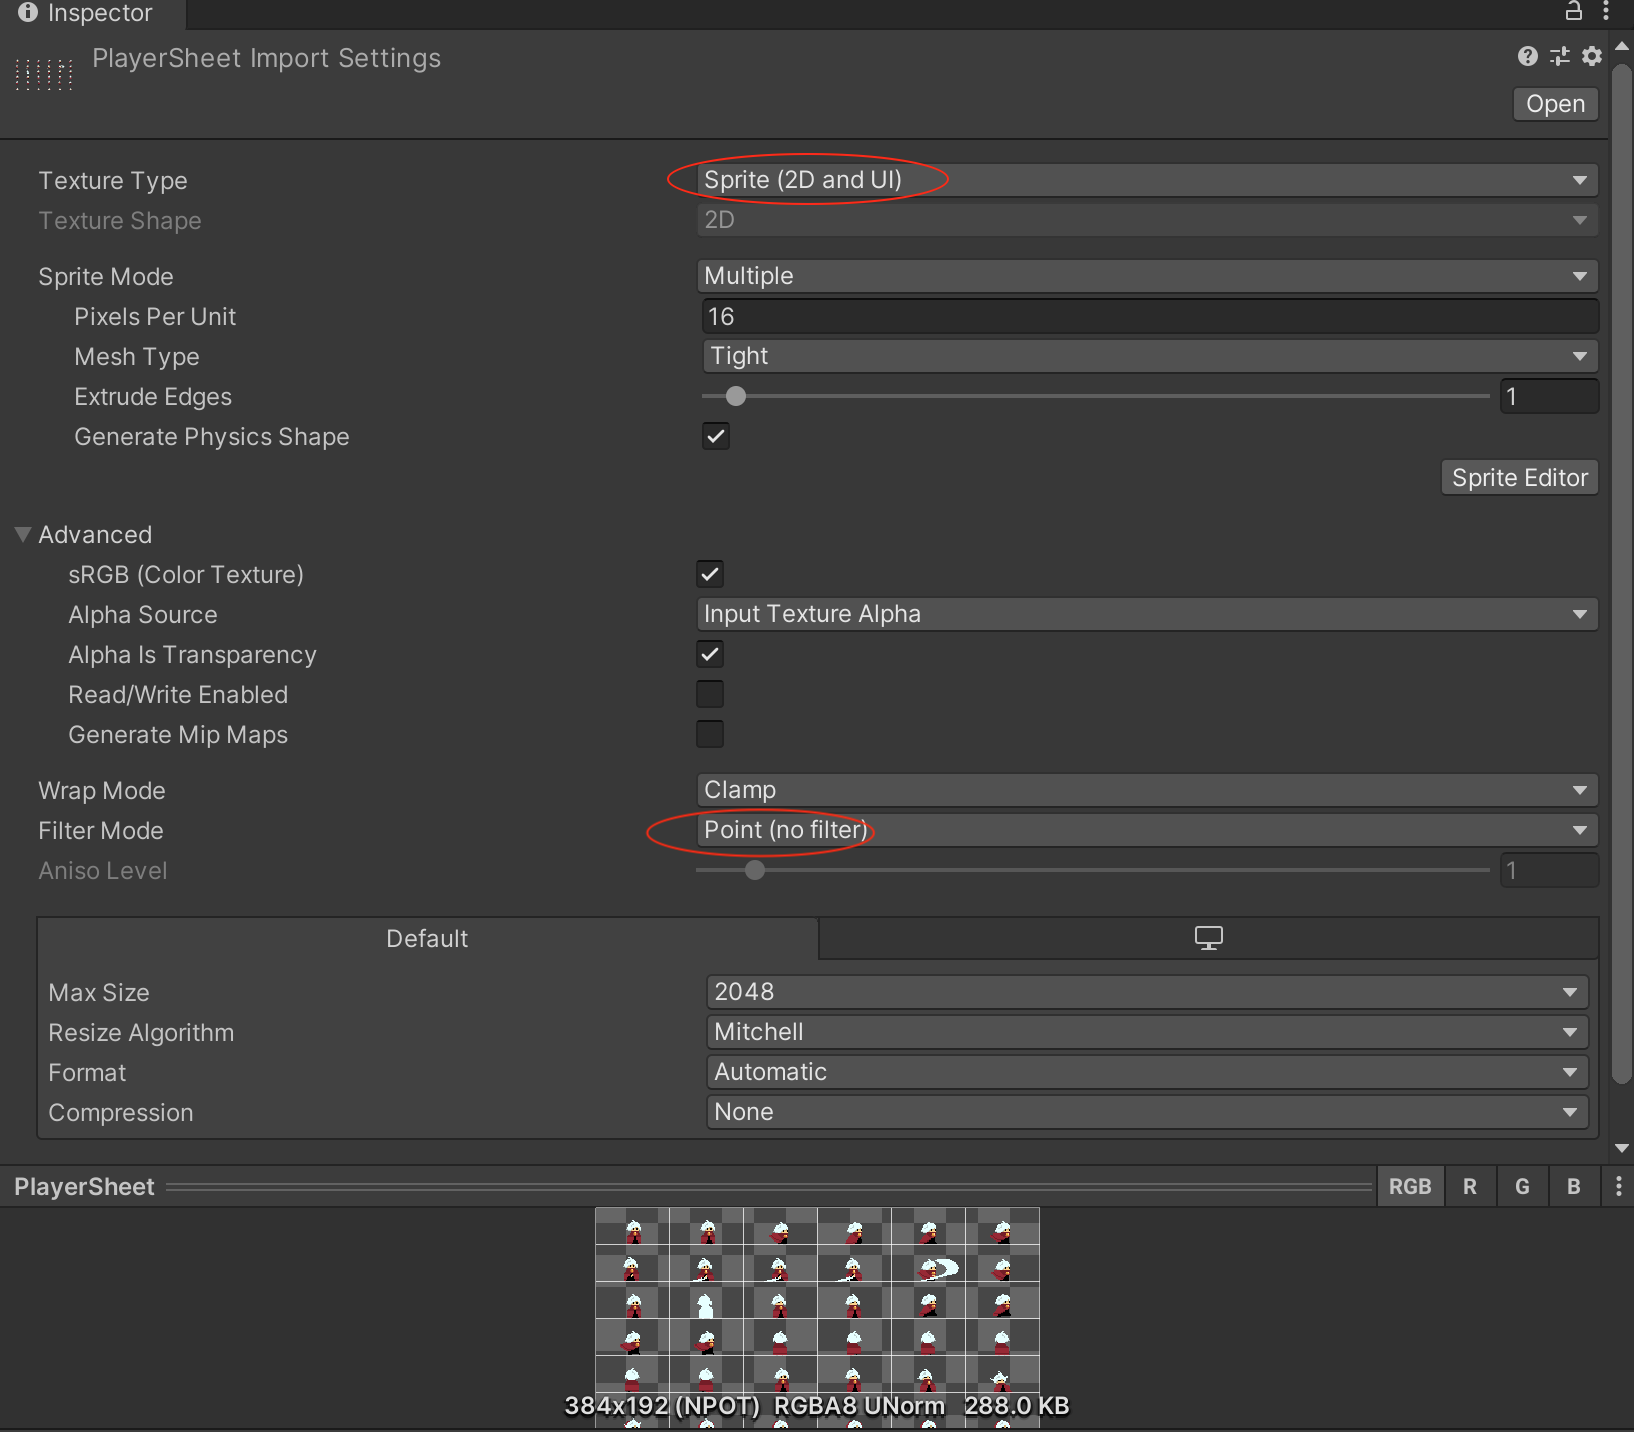 Inspector
PlayerSheet Import Settings
Open
Texture Type Sprite (2D and UI)
Texture Shape 2D
Sprite Mode Multiple
Pixels Per Unit 16
Mesh Type Tight
Extrude Edges 1
Generate Physics Shape
Sprite Editor
Advanced
sRGB (Color Texture)
Alpha Source Input Texture Alpha
Alpha Is Transparency
Read/Write Enabled
Generate Mip Maps
Wrap Mode Clamp
Filter Mode Point (no filter)
Aniso Level 1
Default
Max Size 2048
Resize Algorithm Mitchell
Format Automatic
Compression None
PlayerSheet RGB R G B
384x192 (NPOT) RGBA8 UNorm 288.0 KB